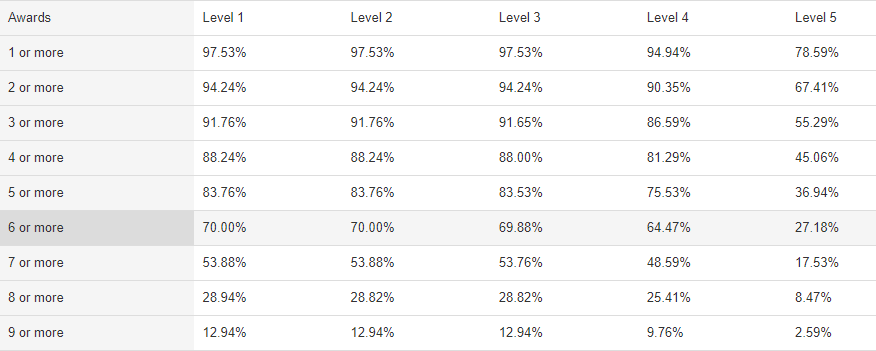 Awards Level 1 Level 2 Level 3 Level 4 Level 5
1 or more 97.53% 97.53% 97.53% 94.94% 78.59%
2 or more 94.24% 94.24% 94.24% 90.35% 67.41%
3 or more 91.76% 91.76% 91.65% 86.59% 55.29%
4 or more 88.24% 88.24% 88.00% 81.29% 45.06%
5 or more 83.76% 83.76% 83.53% 75.53% 36.94%
6 or more 70.00% 70.00% 69.88% 64.47% 27.18%
7 or more 53.88% 53.88% 53.76% 48.59% 17.53%
8 or more 28.94% 28.82% 28.82% 25.41% 8.47%
9 or more 12.94% 12.94% 12.94% 9.76% 2.59%